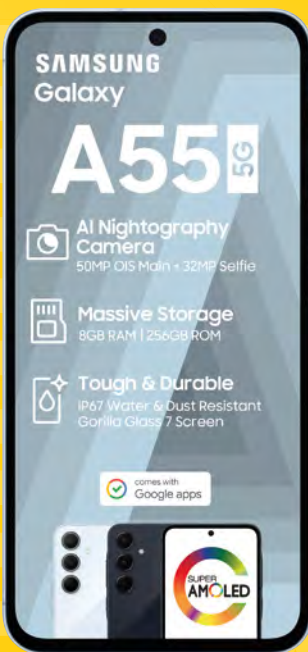 SAMSUNG
Galaxy
A55 5G
AI Nightography
Camera
50MP OIS Main + 32MP Selfie
Massive Storage
8GB RAM | 256GB ROM
Tough & Durable
IP67 Water & Dust Resistant
Gorilla Glass 7 Screen
comes with
Google apps
SUPER
AMOLED